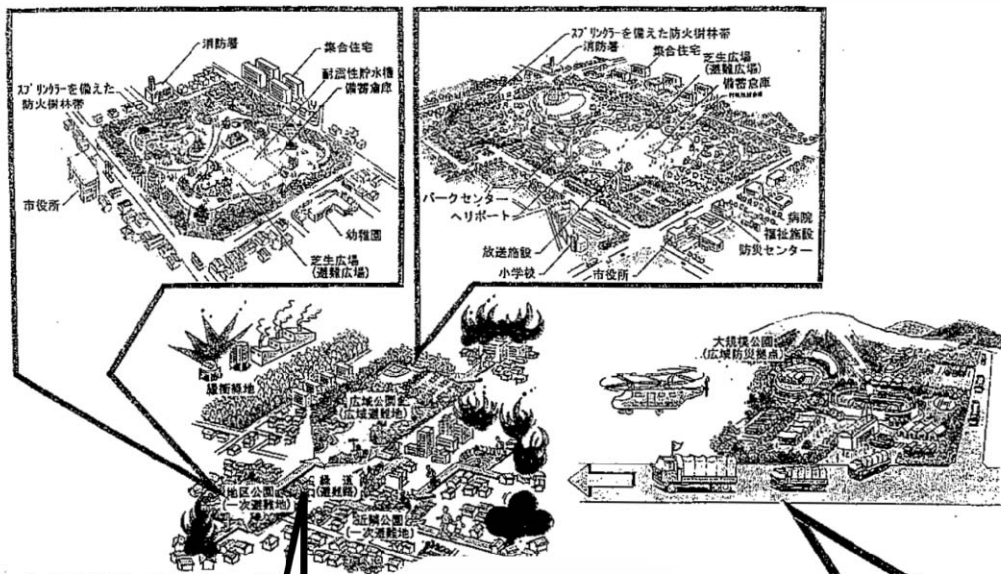 消防署
集合住宅
耐震性貯水槽
備蓄倉庫
スプリンクラーを備えた
防火樹林帯
市役所
幼稚園
芝生広場
(避難広場)
スプリンクラーを備えた防火樹林帯
消防署
集合住宅
芝生広場
(避難広場)
備蓄倉庫
パークセンター
ヘリポート
放送施設
小学校
市役所
病院
福祉施設
防災センター
緩衝緑地
広域公園
(広域避難地)
地区公園
(一次避難地)
緑道
(避難路)
近隣公園
(一次避難地)
大規模公園
(広域防災拠点)